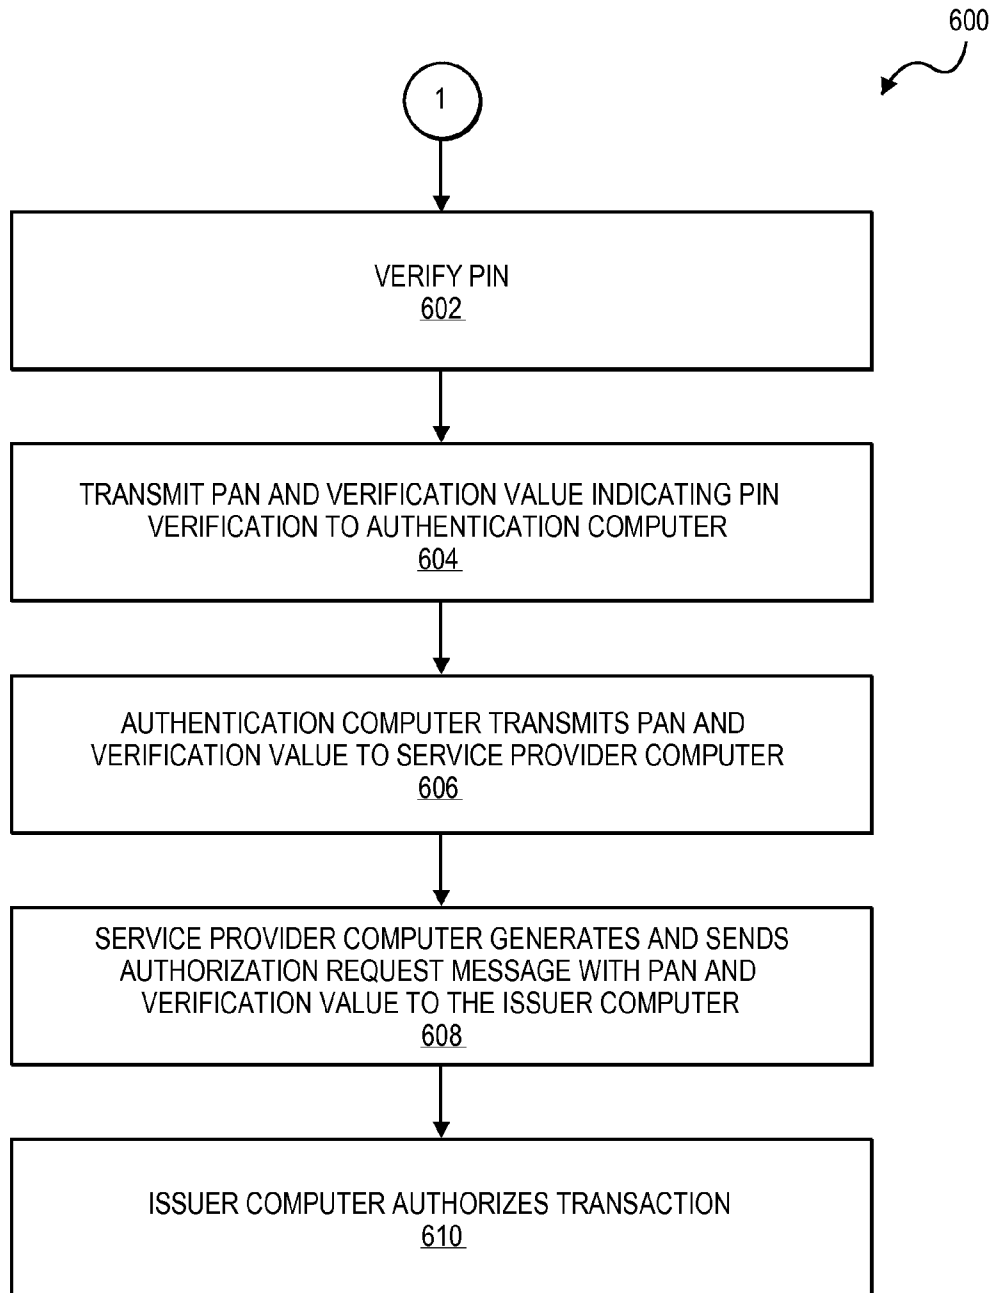 600
1
VERIFY PIN
602
TRANSMIT PAN AND VERIFICATION VALUE INDICATING PIN
VERIFICATION TO AUTHENTICATION COMPUTER
604
AUTHENTICATION COMPUTER TRANSMITS PAN AND
VERIFICATION VALUE TO SERVICE PROVIDER COMPUTER
606
SERVICE PROVIDER COMPUTER GENERATES AND SENDS
AUTHORIZATION REQUEST MESSAGE WITH PAN AND
VERIFICATION VALUE TO THE ISSUER COMPUTER
608
ISSUER COMPUTER AUTHORIZES TRANSACTION
610